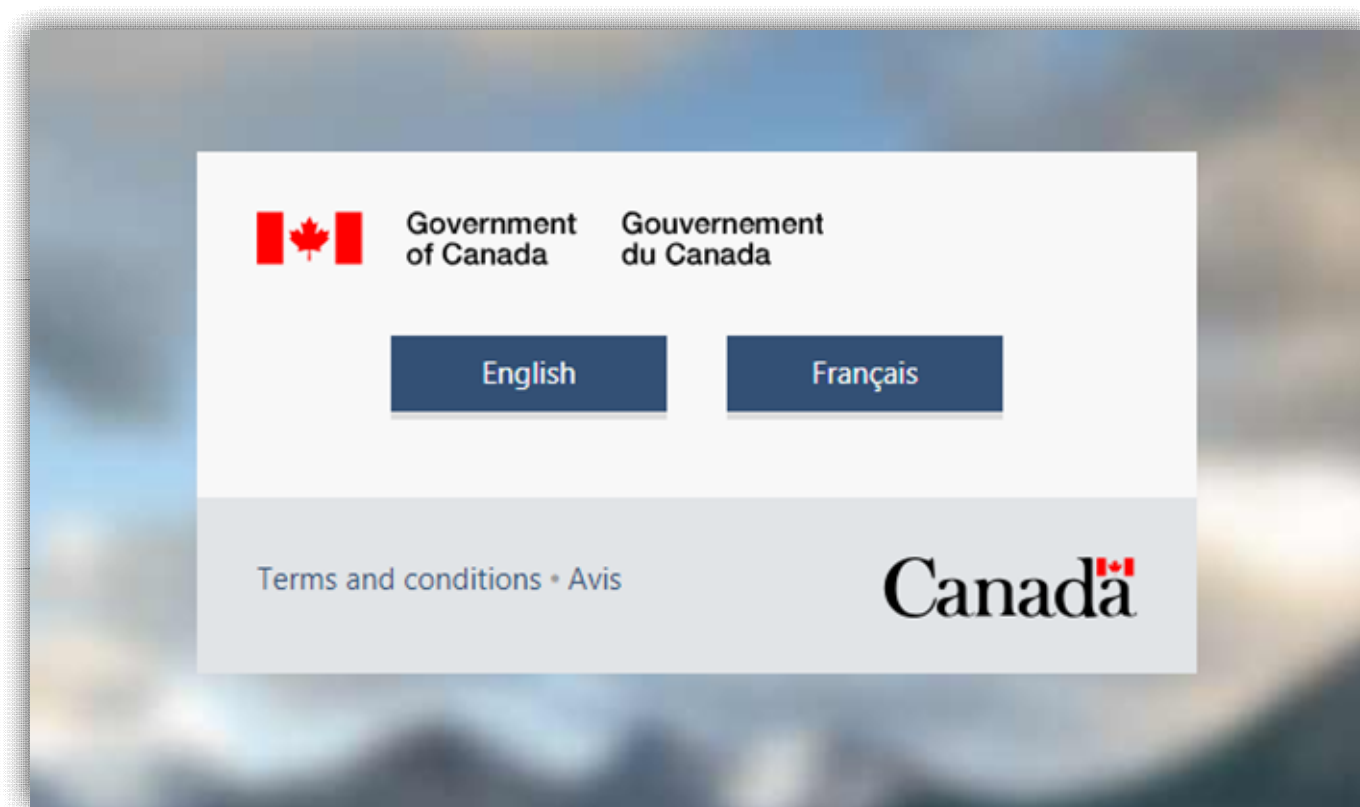 Government of Canada
Gouvernement du Canada
English
Français
Terms and conditions • Avis
Canada